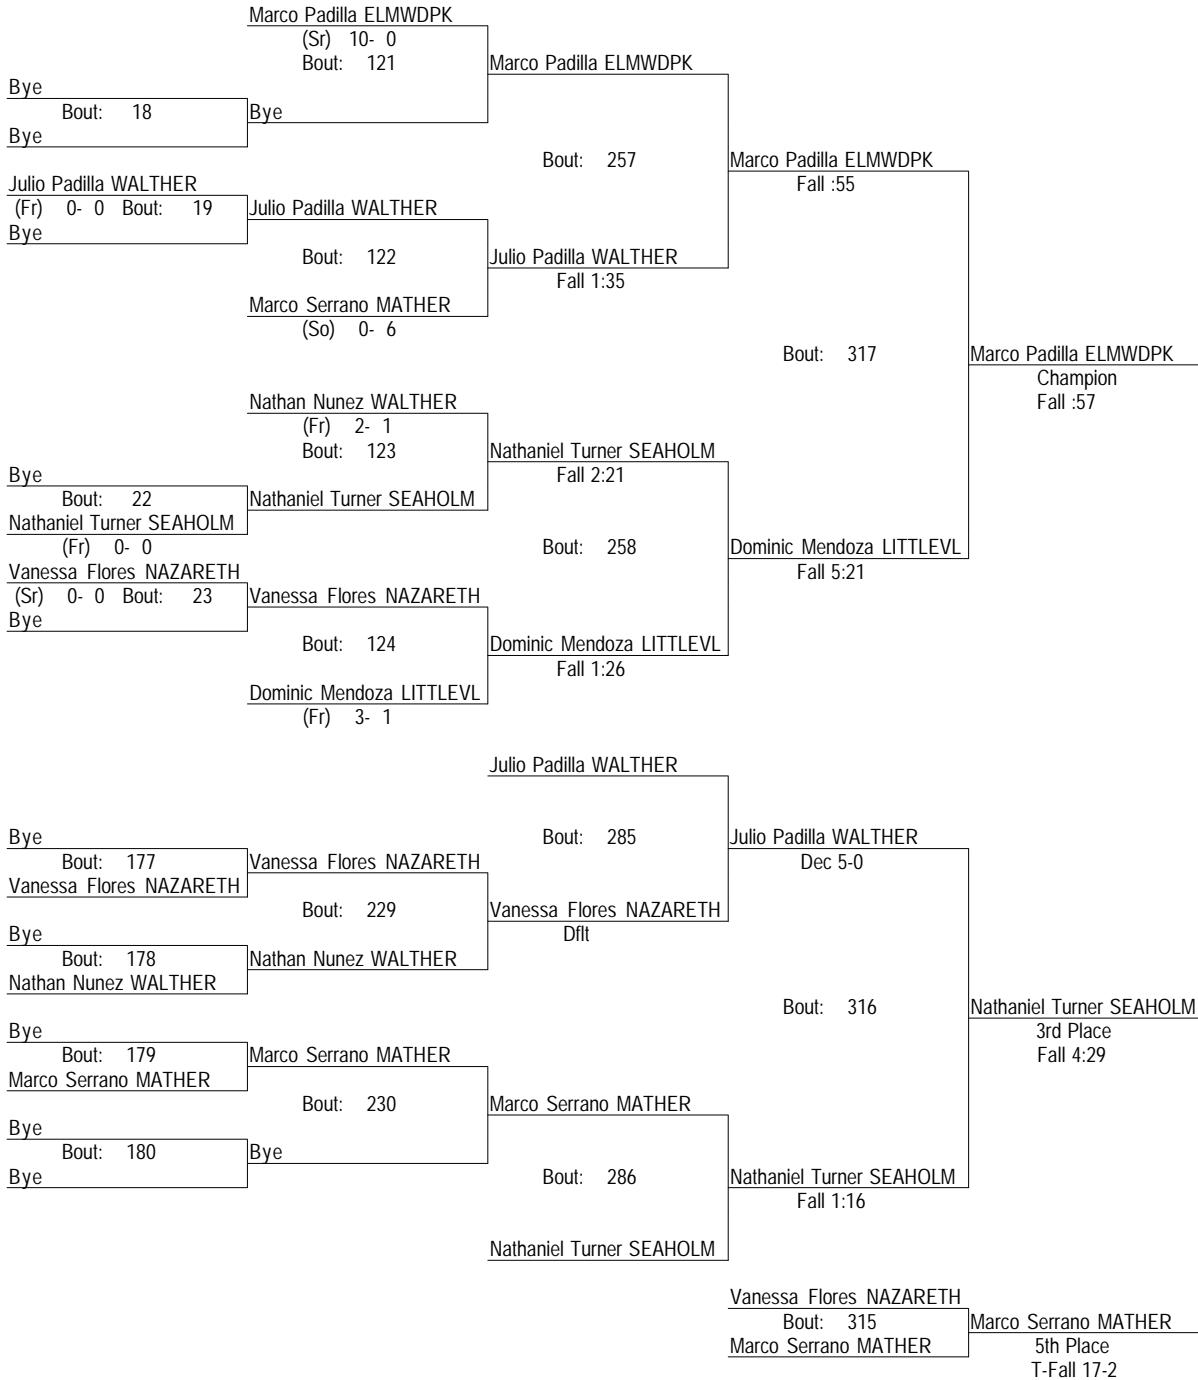 Marco Padilla ELMWDPK
(Sr) 10- 0
Bout: 121
Marco Padilla ELMWDPK
Bye
Bout: 18
Bye
Bye
Bout: 257
Marco Padilla ELMWDPK
Fall :55
Julio Padilla WALTHER
(Fr) 0- 0 Bout: 19
Julio Padilla WALTHER
Bye
Bout: 122
Julio Padilla WALTHER
Fall 1:35
Marco Serrano MATHER
(So) 0- 6
Bout: 317
Marco Padilla ELMWDPK
Champion
Fall :57
Nathan Nunez WALTHER
(Fr) 2- 1
Bout: 123
Nathaniel Turner SEAHOLM
Fall 2:21
Bye
Bout: 22
Nathaniel Turner SEAHOLM
Nathaniel Turner SEAHOLM
(Fr) 0- 0
Bout: 258
Dominic Mendoza LITTLEVL
Fall 5:21
Vanessa Flores NAZARETH
(Sr) 0- 0 Bout: 23
Vanessa Flores NAZARETH
Bye
Bout: 124
Dominic Mendoza LITTLEVL
Fall 1:26
Dominic Mendoza LITTLEVL
(Fr) 3- 1
Julio Padilla WALTHER
Bye
Bout: 177
Vanessa Flores NAZARETH
Vanessa Flores NAZARETH
Bout: 285
Julio Padilla WALTHER
Dec 5-0
Bout: 229
Vanessa Flores NAZARETH
Dflt
Bye
Bout: 178
Nathan Nunez WALTHER
Nathan Nunez WALTHER
Bout: 316
Nathaniel Turner SEAHOLM
3rd Place
Fall 4:29
Bye
Bout: 179
Marco Serrano MATHER
Marco Serrano MATHER
Bout: 230
Marco Serrano MATHER
Bye
Bout: 180
Bye
Bye
Bout: 286
Nathaniel Turner SEAHOLM
Fall 1:16
Nathaniel Turner SEAHOLM
Vanessa Flores NAZARETH
Bout: 315
Marco Serrano MATHER
Marco Serrano MATHER
5th Place
T-Fall 17-2